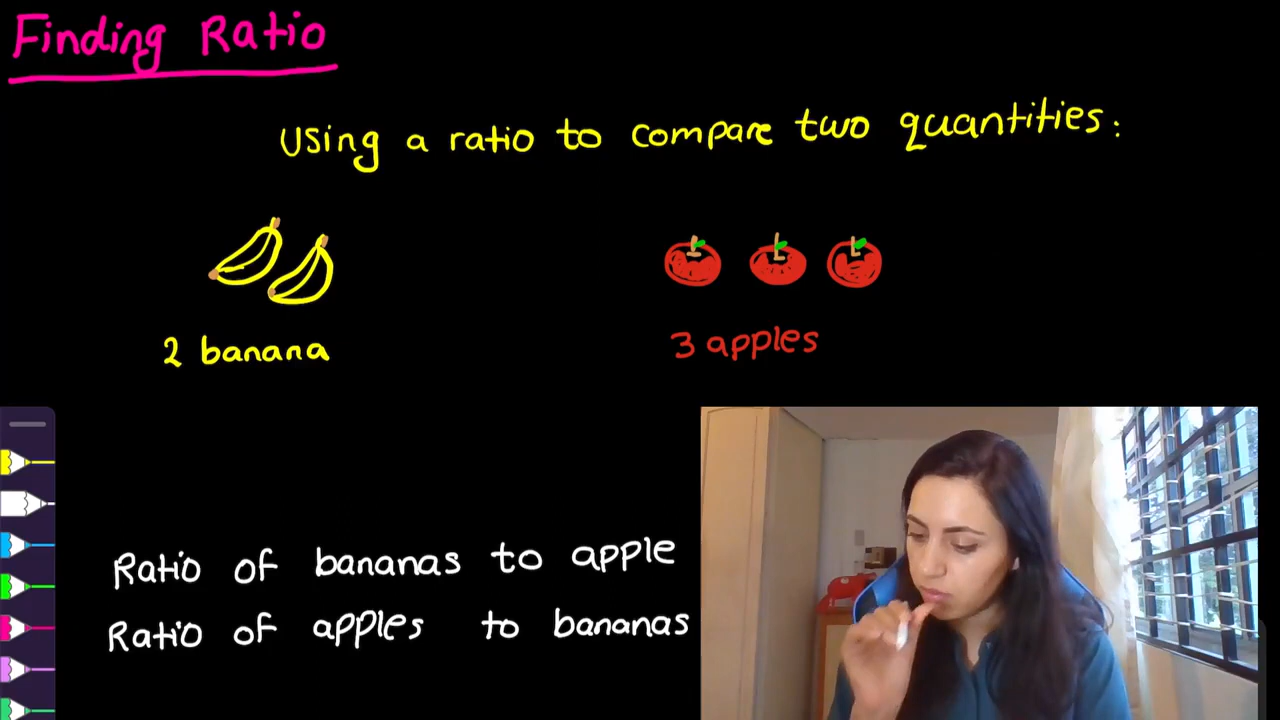 Finding Ratio
Using a ratio to compare two quantities:
2 banana
3 apples
Ratio of bananas to apple
Ratio of apples to bananas